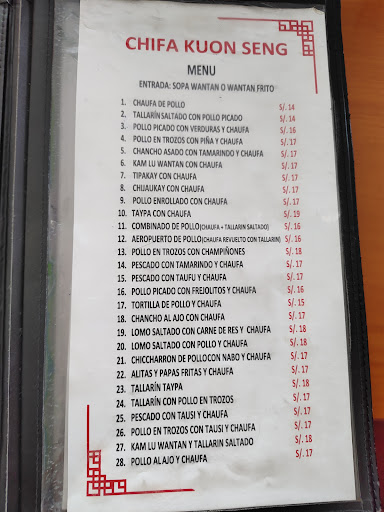 CHIFA KUON SENG
MENU
ENTRADA: SOPA WANTAN O WANTAN FRITO
1. CHAUFA DE POLLO S/. 14
2. TALLARÍN SALTADO CON POLLO PICADO S/. 14
3. POLLO PICADO CON VERDURAS Y CHAUFA S/. 16
4. POLLO EN TROZOS CON PIÑA Y CHAUFA S/. 17
5. CHANCHO ASADO CON TAMARINDO Y CHAUFA S/. 17
6. KAM LU WANTAN CON CHAUFA S/. 17
7. TIPAKAY CON CHAUFA S/. 17
8. CHIJAUKAY CON CHAUFA S/. 17
9. POLLO ENROLLADO CON CHAUFA S/. 17
10. TAYPA CON CHAUFA S/. 19
11. COMBINADO DE POLLO(CHAUFA + TALLARIN SALTADO) S/. 16
12. AEROPUERTO DE POLLO(CHAUFA REVUELTO CON TALLARIN) S/. 16
13. POLLO EN TROZOS CON CHAMPIÑONES S/. 18
14. PESCADO CON TAMARINDO Y CHAUFA S/. 17
15. PESCADO CON TAUFU Y CHAUFA S/. 17
16. POLLO PICADO CON FREJOLITOS Y CHAUFA S/. 16
17. TORTILLA DE POLLO Y CHAUFA S/. 15
18. CHANCHO AL AJO CON CHAUFA S/. 17
19. LOMO SALTADO CON CARNE DE RES Y CHAUFA S/. 18
20. LOMO SALTADO CON POLLO Y CHAUFA S/. 18
21. CHICCHARRON DE POLLO CON NABO Y CHAUFA S/. 17
22. ALITAS Y PAPAS FRITAS Y CHAUFA S/. 17
23. TALLARÍN TAYPA S/. 18
24. TALLARÍN CON POLLO EN TROZOS S/. 17
25. PESCADO CON TAUSI Y CHAUFA S/. 17
26. POLLO EN TROZOS CON TAUSI Y CHAUFA S/. 17
27. KAM LU WANTAN Y TALLARIN SALTADO S/. 18
28. POLLO AL AJO Y CHAUFA S/. 17